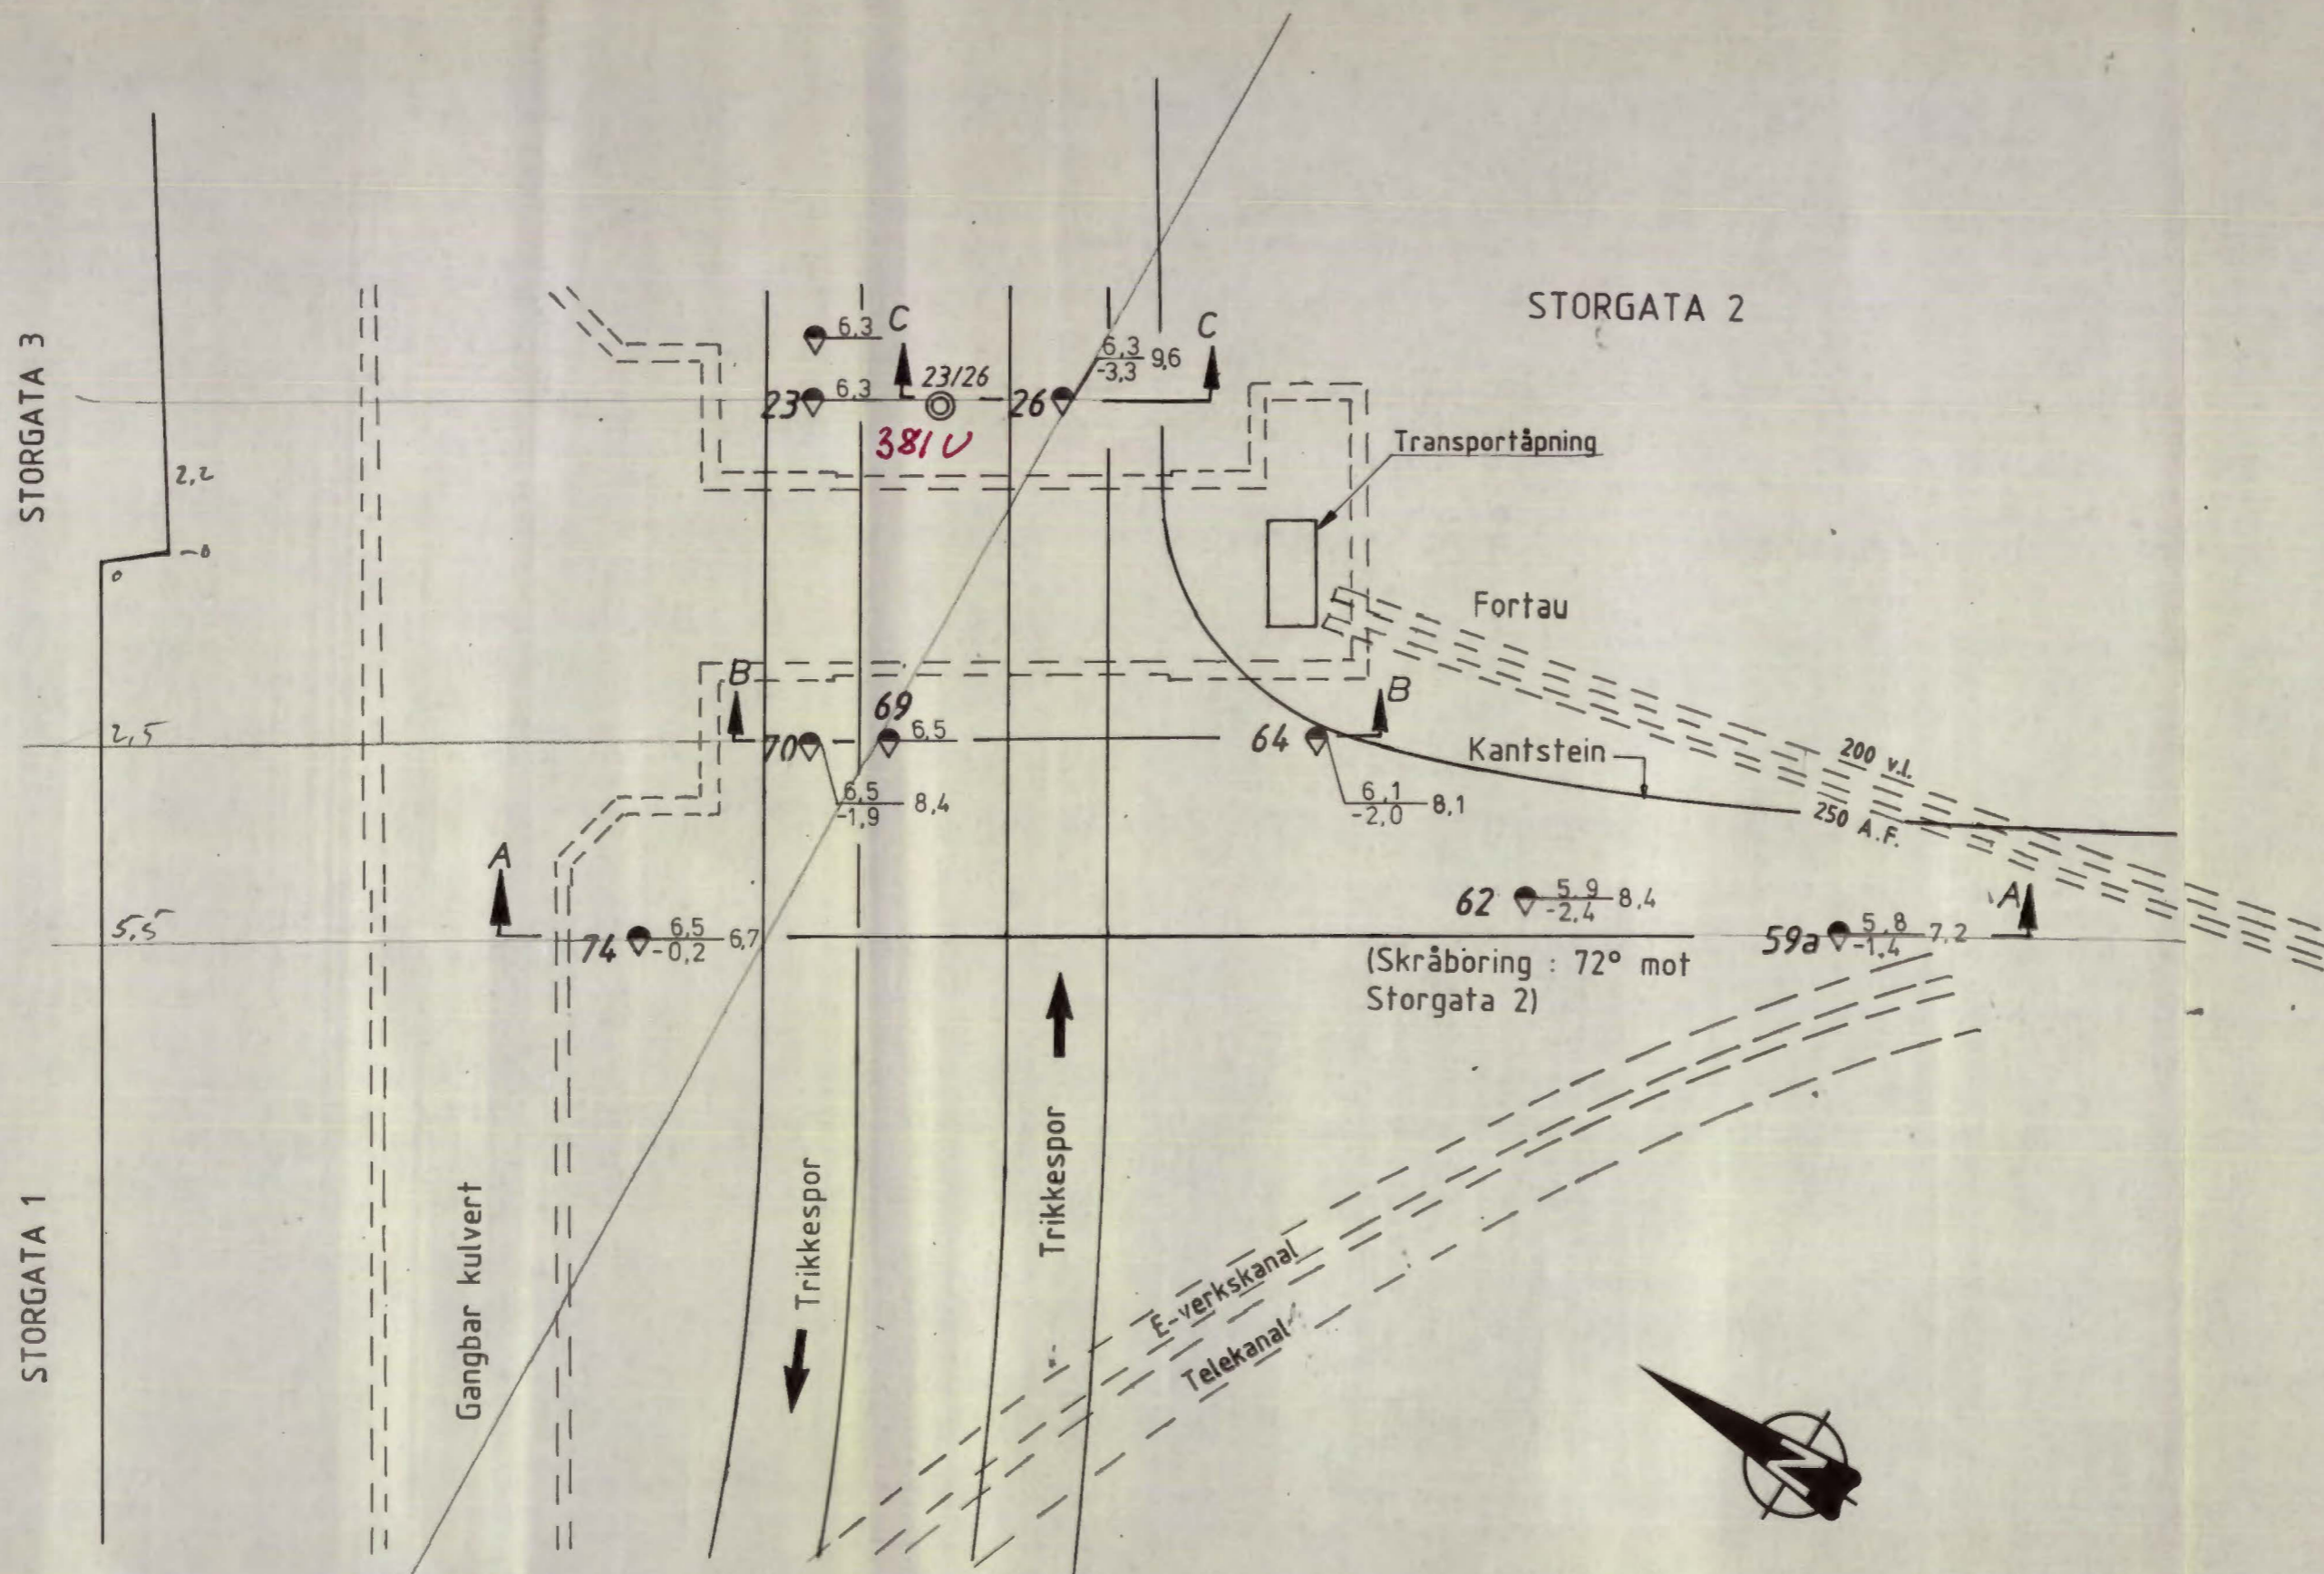 STORGATA 2
STORGATA 3
6,3
C
C
6,3
-3,3
9,6
23
6,3
23/26
26
381U
Transportåpning
2,2
0
0
Fortau
B
69
B
2,5
70
6,5
64
Kantstein
200 v.l.
6,5
-1,9
8,4
6,1
-2,0
8,1
250 A.F.
A
62
5,9
-2,4
8,4
A
5,5
74
6,5
-0,2
6,7
59a
5,8
-1,4
7,2
(Skråboring : 72° mot
Storgata 2)
STORGATA 1
Gangbar kulvert
Trikkespor
Trikkespor
E-verkskanal
Telekanal
N